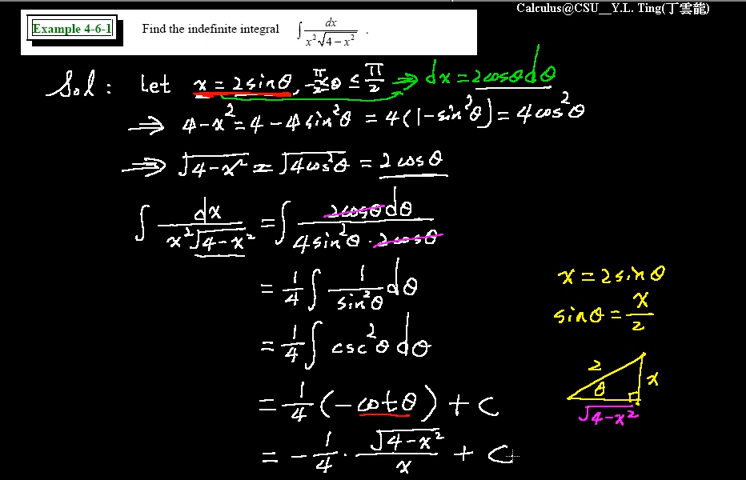 Calculus@CSU__Y.L. Ting(丁雲龍)
Example 4-6-1 Find the indefinite integral ∫ dx / (x²√(4−x²)) .
Sol : Let x = 2sinθ, −π/2 ≤ θ ≤ π/2 ⇒ dx = 2cosθdθ
⇒ 4−x² = 4−4sin²θ = 4(1−sin²θ) = 4cos²θ
⇒ √(4−x²) = √(4cos²θ) = 2cosθ
∫ dx / (x²√(4−x²)) = ∫ 2cosθdθ / (4sin²θ · 2cosθ)
= 1/4 ∫ 1/sin²θ dθ
= 1/4 ∫ csc²θ dθ
= 1/4 (−cotθ) + C
= −1/4 · √(4−x²)/x + C
x = 2sinθ
sinθ = x/2
2
θ
x
√(4−x²)